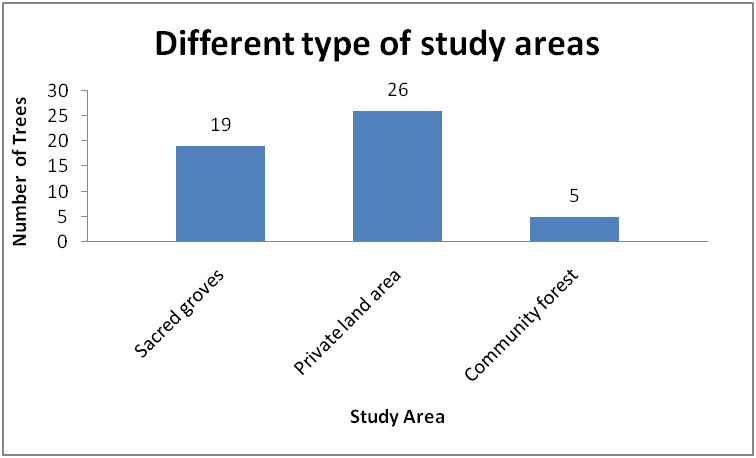 Different type of study areas
Number of Trees
30
25
20
15
10
5
0
19
26
5
Sacred groves
Private land area
Community forest
Study Area